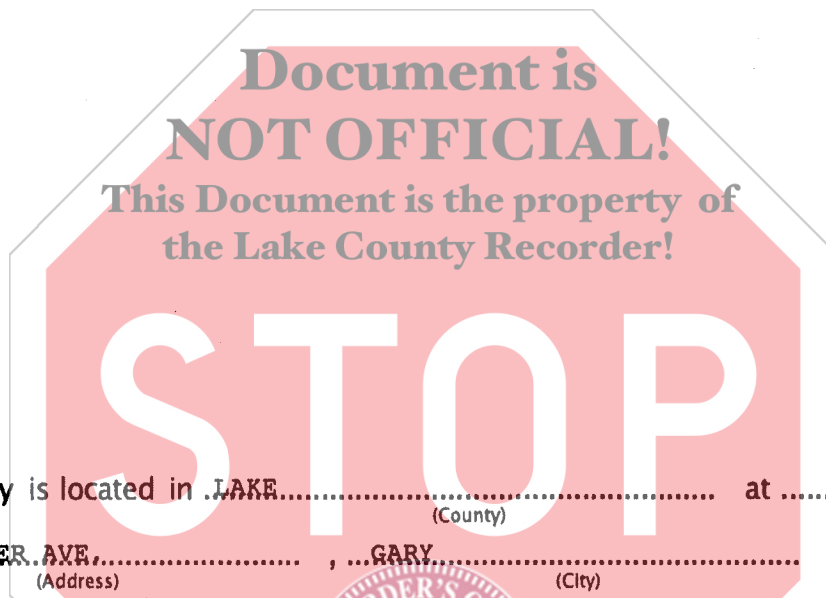 Document is
NOT OFFICIAL!
This Document is the property of
the Lake County Recorder!
STOP
y is located in LAKE at
(County)
ER AVE. , GARY
(Address) (City)